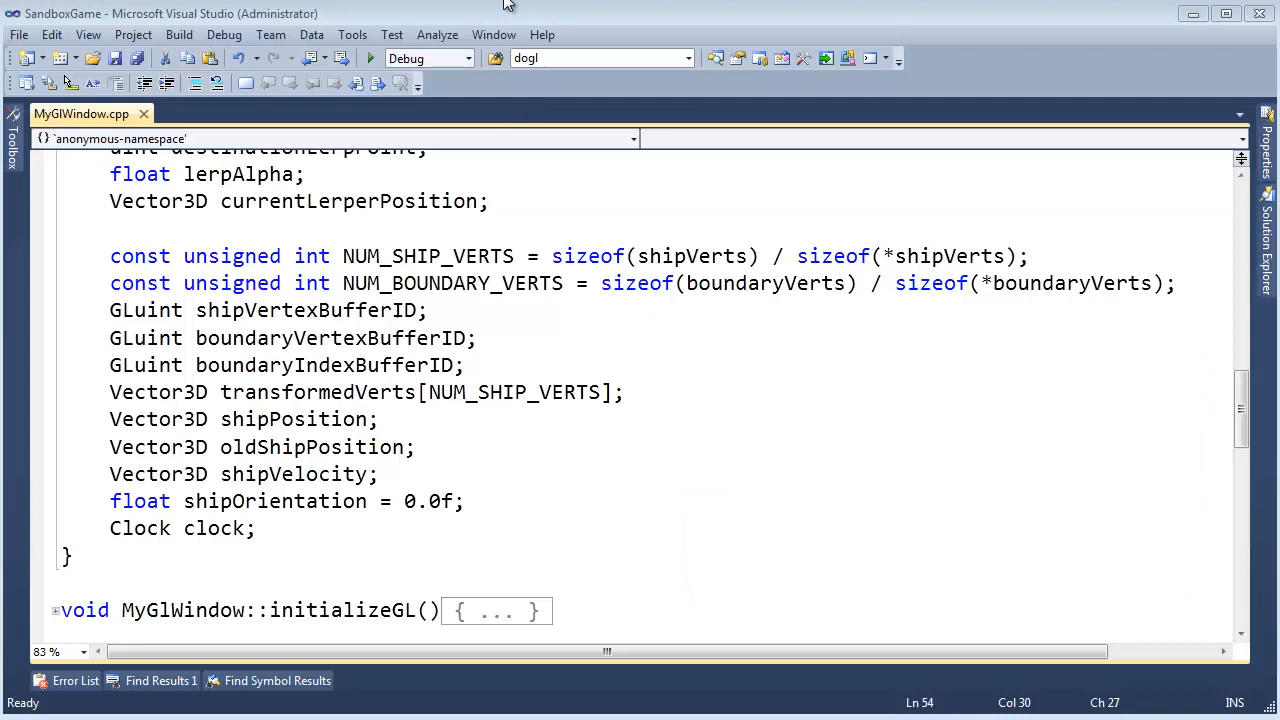 SandboxGame - Microsoft Visual Studio (Administrator)
File Edit View Project Build Debug Team Data Tools Test Analyze Window Help
Debug dogl
MyGlWindow.cpp
Toolbox
Properties
Solution Explorer
{} `anonymous-namespace'
uint destinationLerpPoint;
float lerpAlpha;
Vector3D currentLerperPosition;
const unsigned int NUM_SHIP_VERTS = sizeof(shipVerts) / sizeof(*shipVerts);
const unsigned int NUM_BOUNDARY_VERTS = sizeof(boundaryVerts) / sizeof(*boundaryVerts);
GLuint shipVertexBufferID;
GLuint boundaryVertexBufferID;
GLuint boundaryIndexBufferID;
Vector3D transformedVerts[NUM_SHIP_VERTS];
Vector3D shipPosition;
Vector3D oldShipPosition;
Vector3D shipVelocity;
float shipOrientation = 0.0f;
Clock clock;
}
void MyGlWindow::initializeGL(){ ... }
83 %
Error List Find Results 1 Find Symbol Results
Ready Ln 54 Col 30 Ch 27 INS